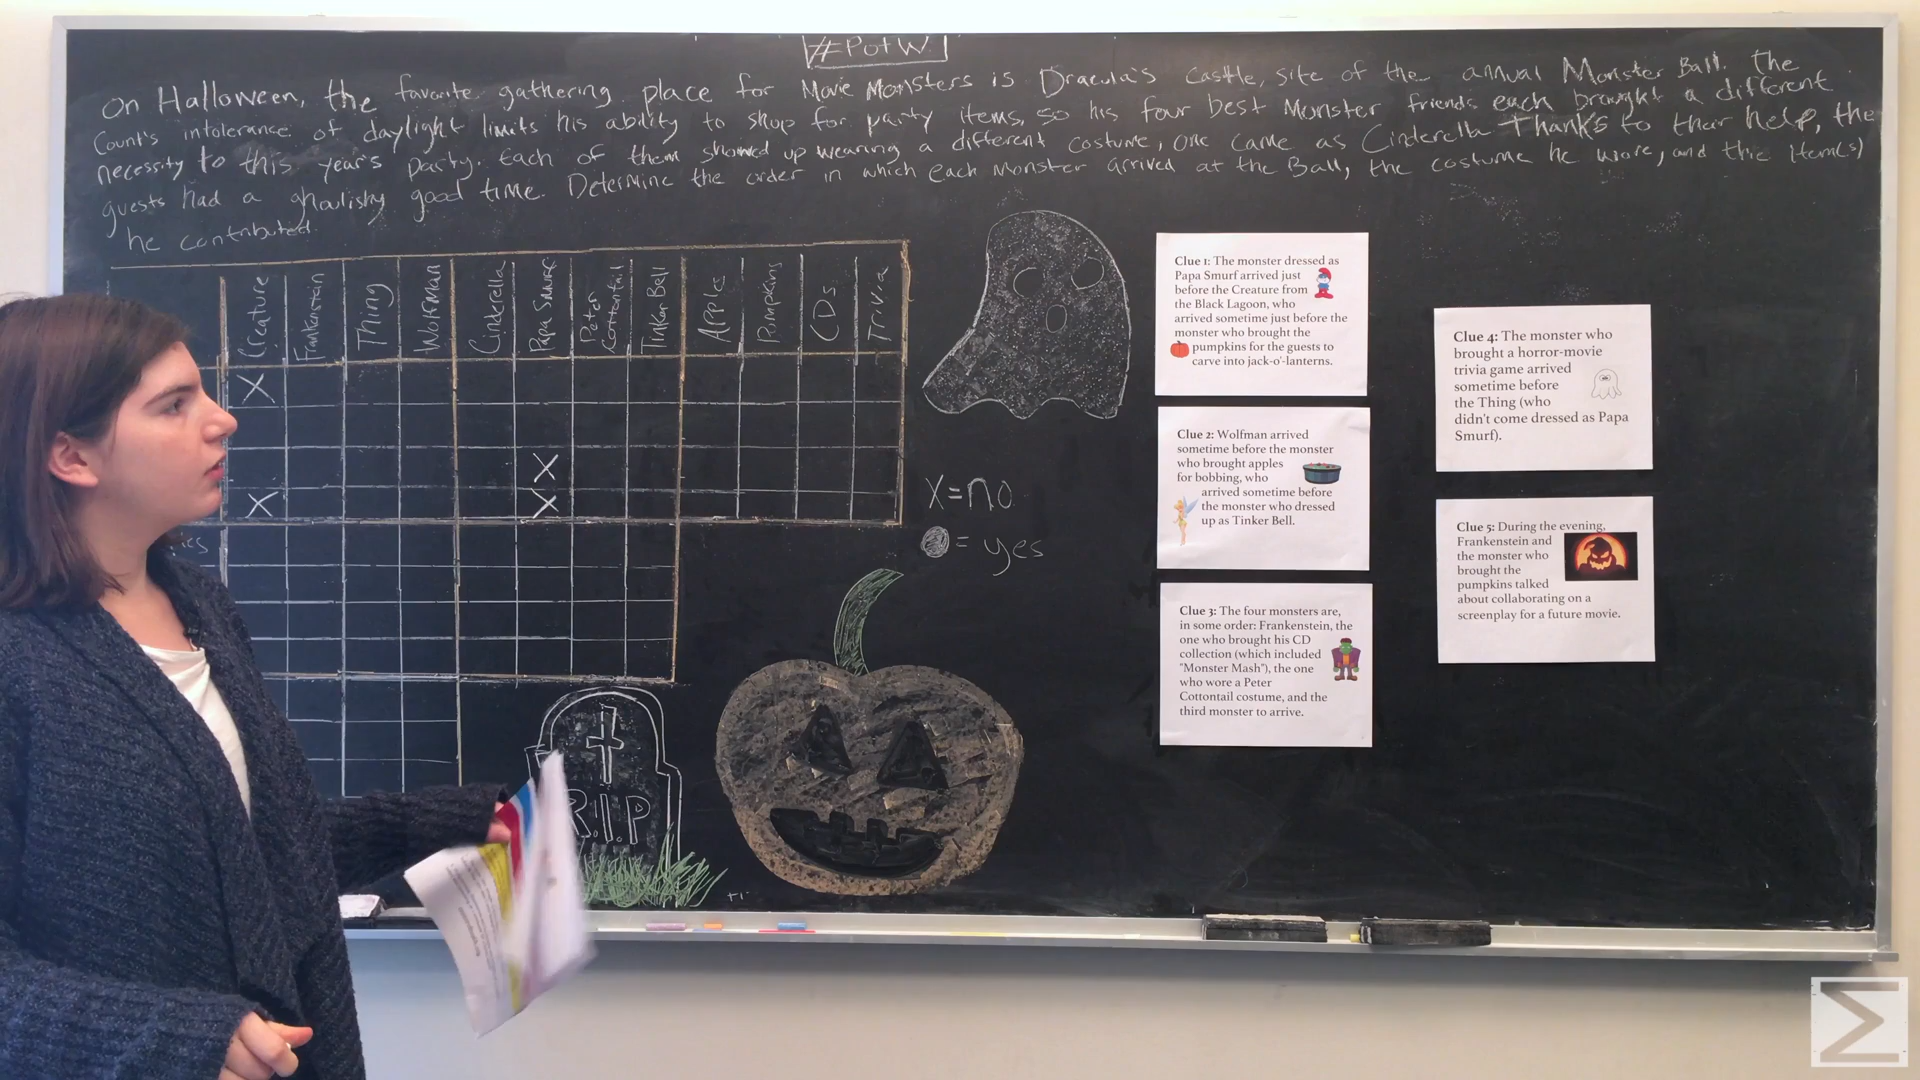 #PotW
On Halloween, the favorite gathering place for Movie Monsters is Dracula's Castle, site of the annual Monster Ball. The
Count's intolerance of daylight limits his ability to shop for party items, so his four best Monster friends each brought a different
necessity to this year's party. Each of them showed up wearing a different costume, one came as Cinderella Thanks to their help, the
guests had a ghoulishly good time. Determine the order in which each monster arrived at the Ball, the costume he wore, and the item(s)
he contributed.
Creature
Frankenstein
Thing
Wolfman
Cinderella
Papa Smurf
Peter
Cottontail
Tinker Bell
Apples
Pumpkins
CDs
Trivia
X
X
X
X
X = no
= yes
R.I.P
Clue 1: The monster dressed as
Papa Smurf arrived just
before the Creature from
the Black Lagoon, who
arrived sometime just before the
monster who brought the
pumpkins for the guests to
carve into jack-o'-lanterns.
Clue 2: Wolfman arrived
sometime before the monster
who brought apples
for bobbing, who
arrived sometime before
the monster who dressed
up as Tinker Bell.
Clue 3: The four monsters are,
in some order: Frankenstein, the
one who brought his CD
collection (which included
"Monster Mash"), the one
who wore a Peter
Cottontail costume, and the
third monster to arrive.
Clue 4: The monster who
brought a horror-movie
trivia game arrived
sometime before
the Thing (who
didn't come dressed as Papa
Smurf).
Clue 5: During the evening,
Frankenstein and
the monster who
brought the
pumpkins talked
about collaborating on a
screenplay for a future movie.
Σ